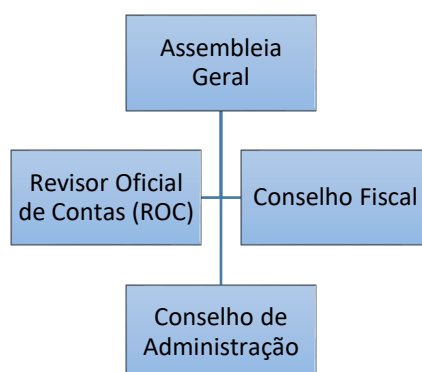 Assembleia
Geral
Revisor Oficial
de Contas (ROC)
Conselho Fiscal
Conselho de
Administração